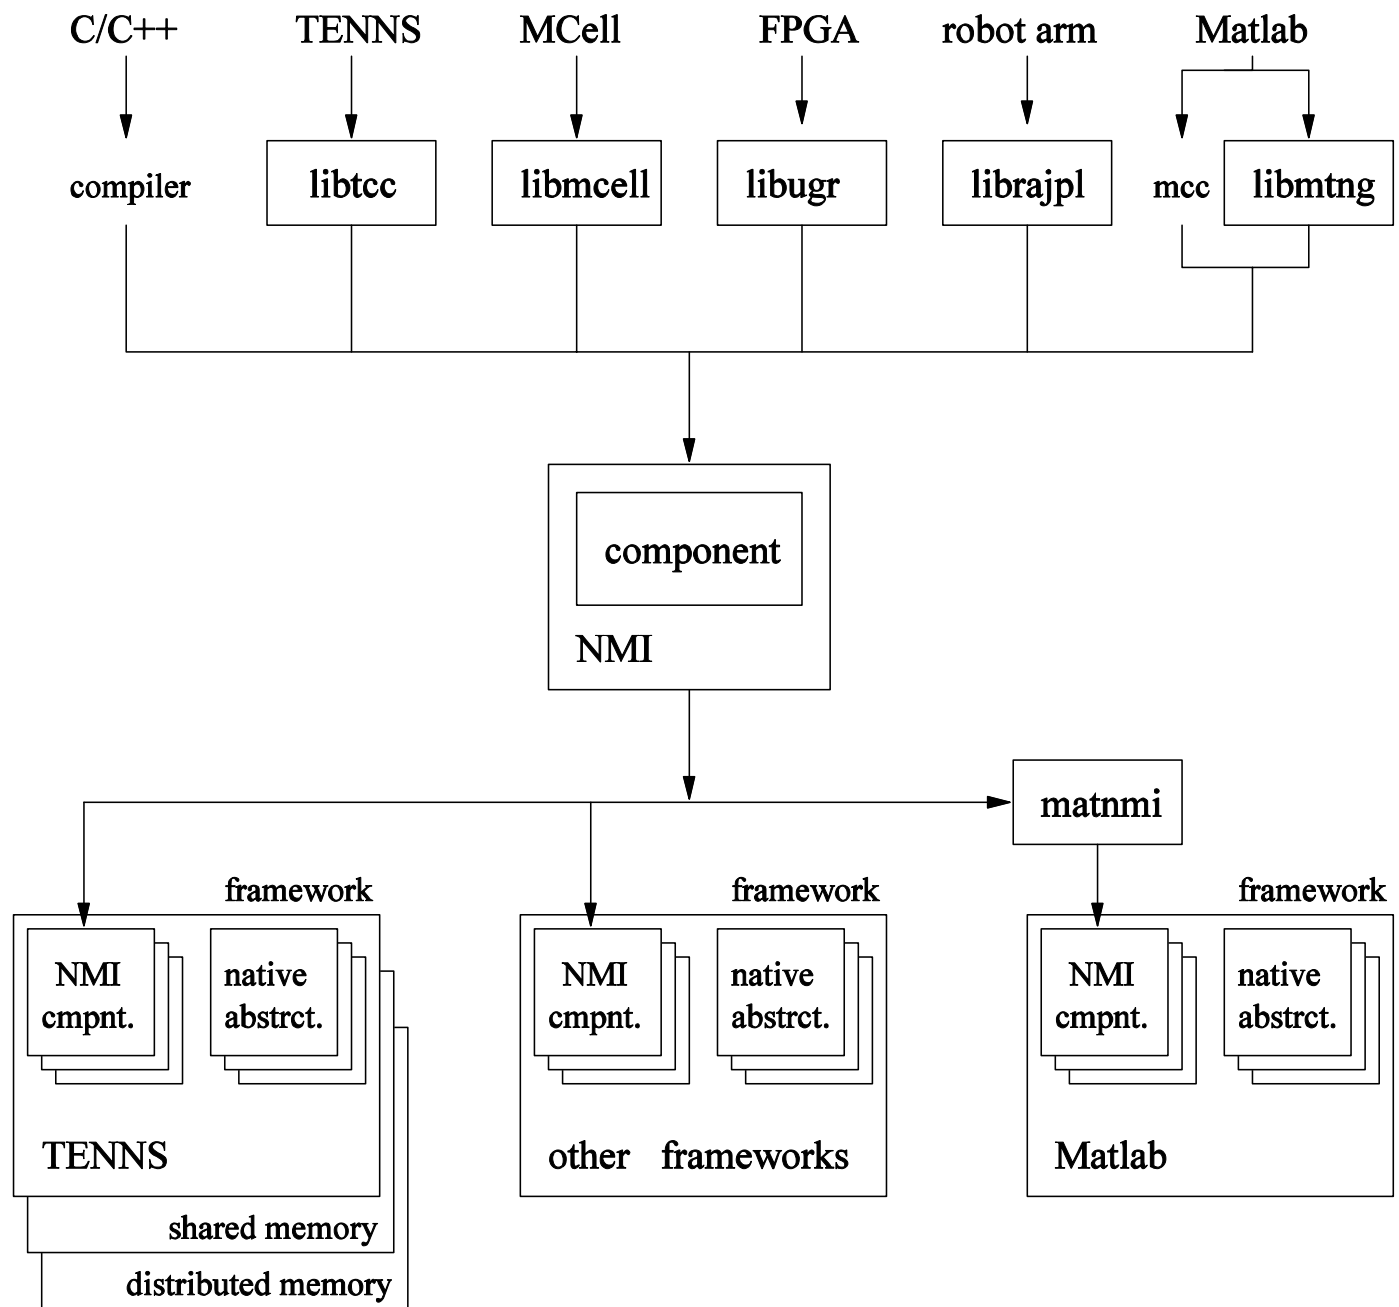 C/C++ TENNS MCell FPGA robot arm Matlab
compiler libtcc libmcell libugr librajpl mcc libmtng
component
NMI
matnmi
framework framework framework
NMI native NMI native NMI native
cmpnt. abstrct. cmpnt. abstrct. cmpnt. abstrct.
TENNS other frameworks Matlab
shared memory
distributed memory